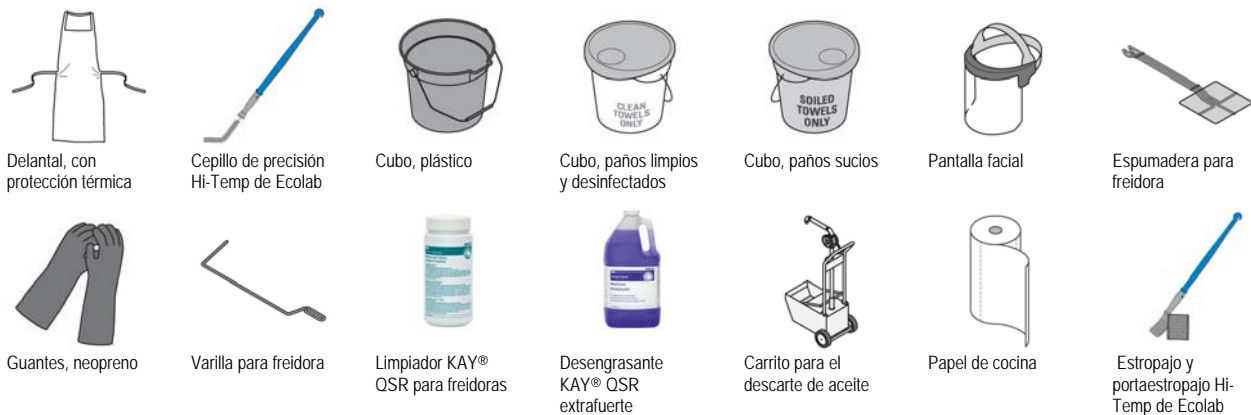 CLEAN
TOWELS
ONLY
SOILED
TOWELS
ONLY
Delantal, con
protección térmica
Cepillo de precisión
Hi-Temp de Ecolab
Cubo, plástico
Cubo, paños limpios
y desinfectados
Cubo, paños sucios
Pantalla facial
Espumadera para
freidora
Guantes, neopreno
Varilla para freidora
Limpiador KAY®
QSR para freidoras
Desengrasante
KAY® QSR
extrafuerte
Carrito para el
descarte de aceite
Papel de cocina
Estropajo y
portaestropajo Hi-
Temp de Ecolab